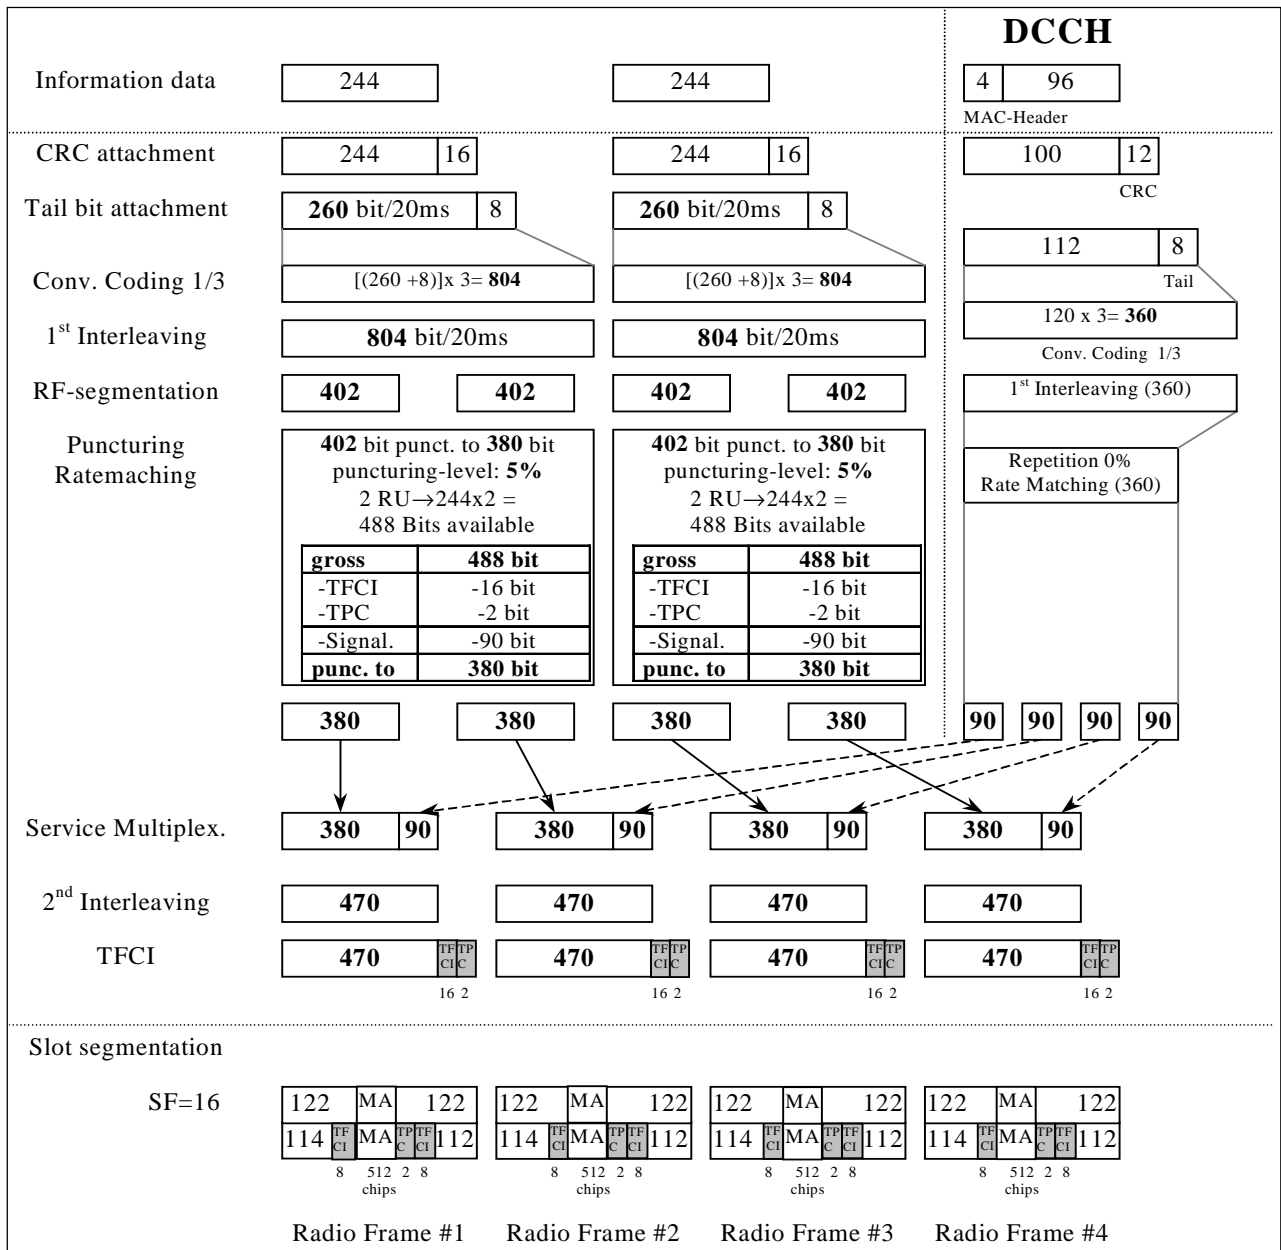 DCCH
Information data
244
244
4 96
MAC-Header
CRC attachment
244 16
244 16
100 12
CRC
Tail bit attachment
260 bit/20ms 8
260 bit/20ms 8
112 8
Tail
Conv. Coding 1/3
[(260 +8)]x 3= 804
[(260 +8)]x 3= 804
120 x 3= 360
Conv. Coding 1/3
1st Interleaving
804 bit/20ms
804 bit/20ms
RF-segmentation
402 402 402 402
1st Interleaving (360)
Puncturing
Ratemaching
402 bit punct. to 380 bit
puncturing-level: 5%
2 RU→244x2 =
488 Bits available
gross 488 bit
-TFCI -16 bit
-TPC -2 bit
-Signal. -90 bit
punc. to 380 bit
402 bit punct. to 380 bit
puncturing-level: 5%
2 RU→244x2 =
488 Bits available
gross 488 bit
-TFCI -16 bit
-TPC -2 bit
-Signal. -90 bit
punc. to 380 bit
Repetition 0%
Rate Matching (360)
380 380 380 380
90 90 90 90
Service Multiplex.
380 90 380 90 380 90 380 90
2nd Interleaving
470 470 470 470
TFCI
470 TF CI TP C 470 TF CI TP C 470 TF CI TP C 470 TF CI TP C
16 2 16 2 16 2 16 2
Slot segmentation
SF=16
122 MA 122 122 MA 122 122 MA 122 122 MA 122
114 TF CI MA TP C TF CI 112 114 TF CI MA TP C TF CI 112 114 TF CI MA TP C TF CI 112 114 TF CI MA TP C TF CI 112
8 512 2 8 8 512 2 8 8 512 2 8 8 512 2 8
chips chips chips chips
Radio Frame #1 Radio Frame #2 Radio Frame #3 Radio Frame #4